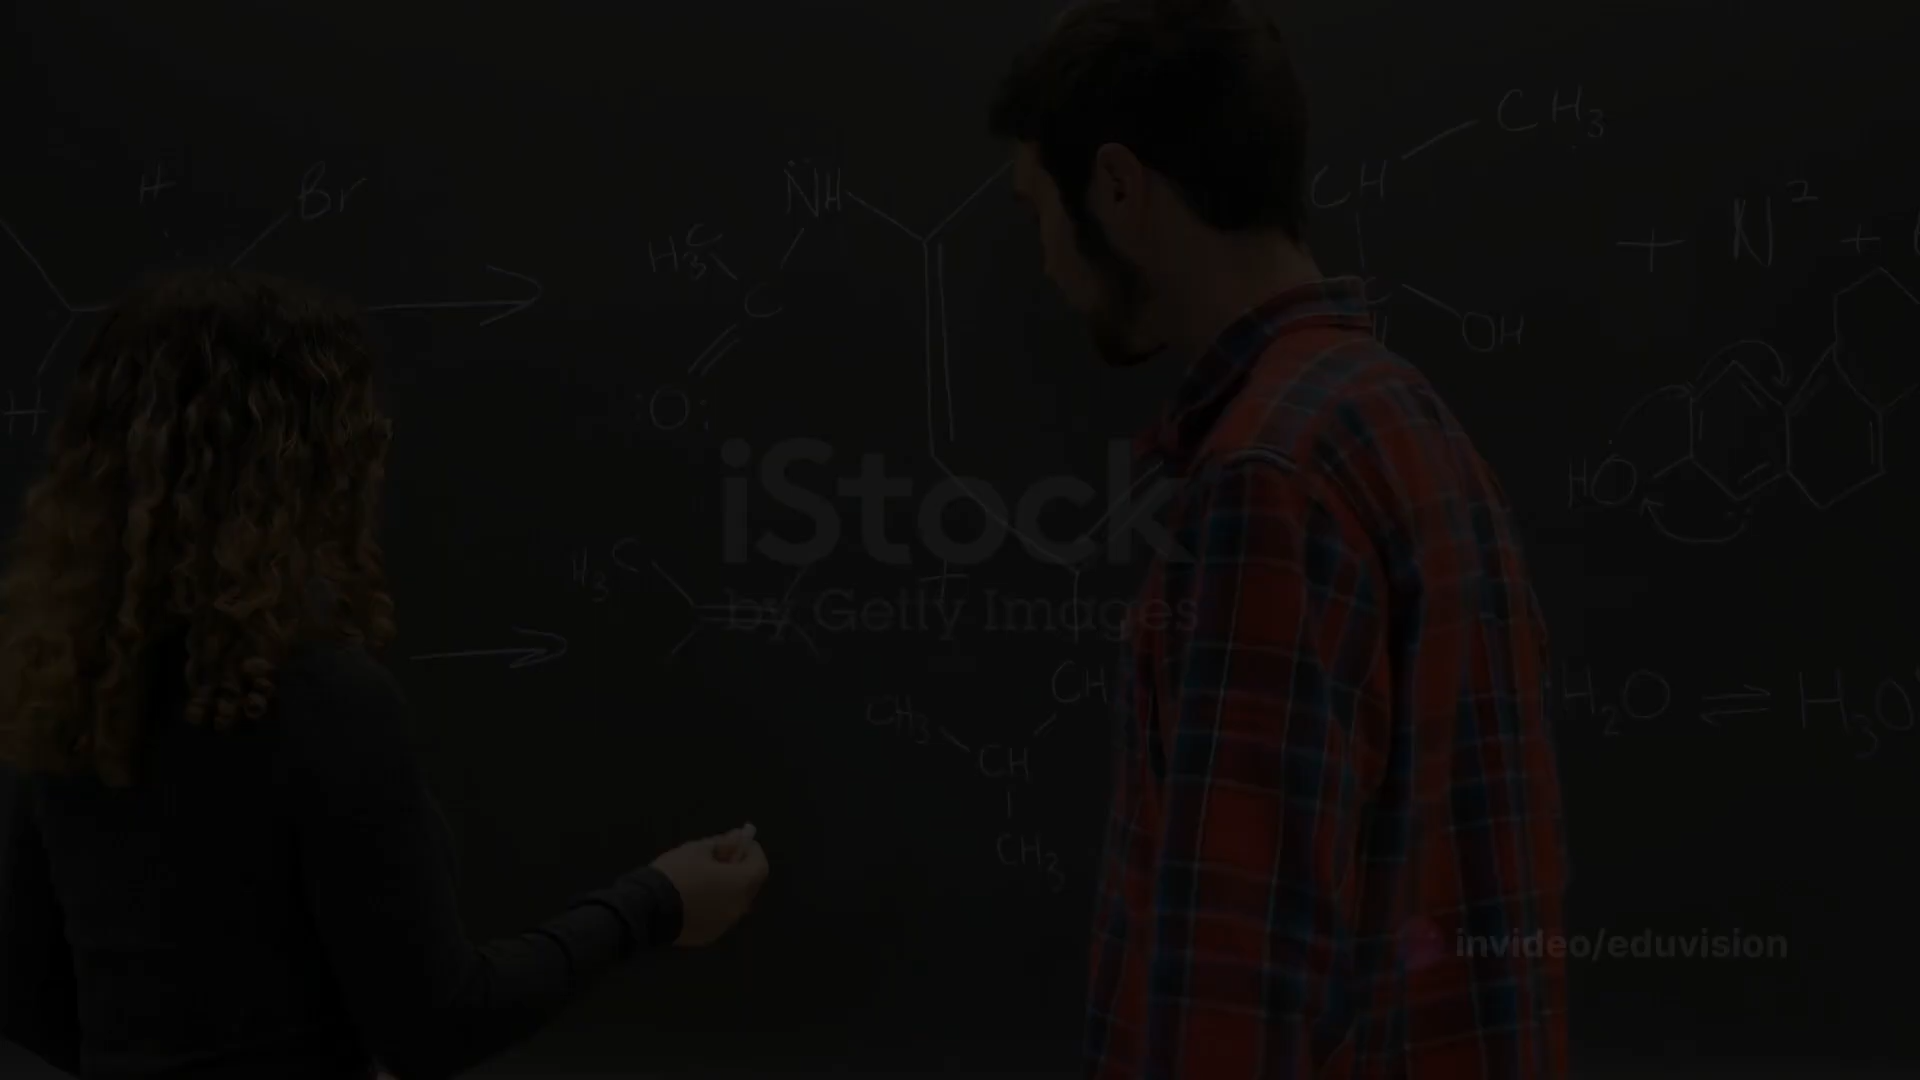 CH3
H
Br
NH
CH
+ N2 +
H3C
C
OH
O:
H
HO
iStock
by Getty Images
H3C
+
H2O ⇌ H3O
CH3
CH
CH
CH3
invideo/eduvision